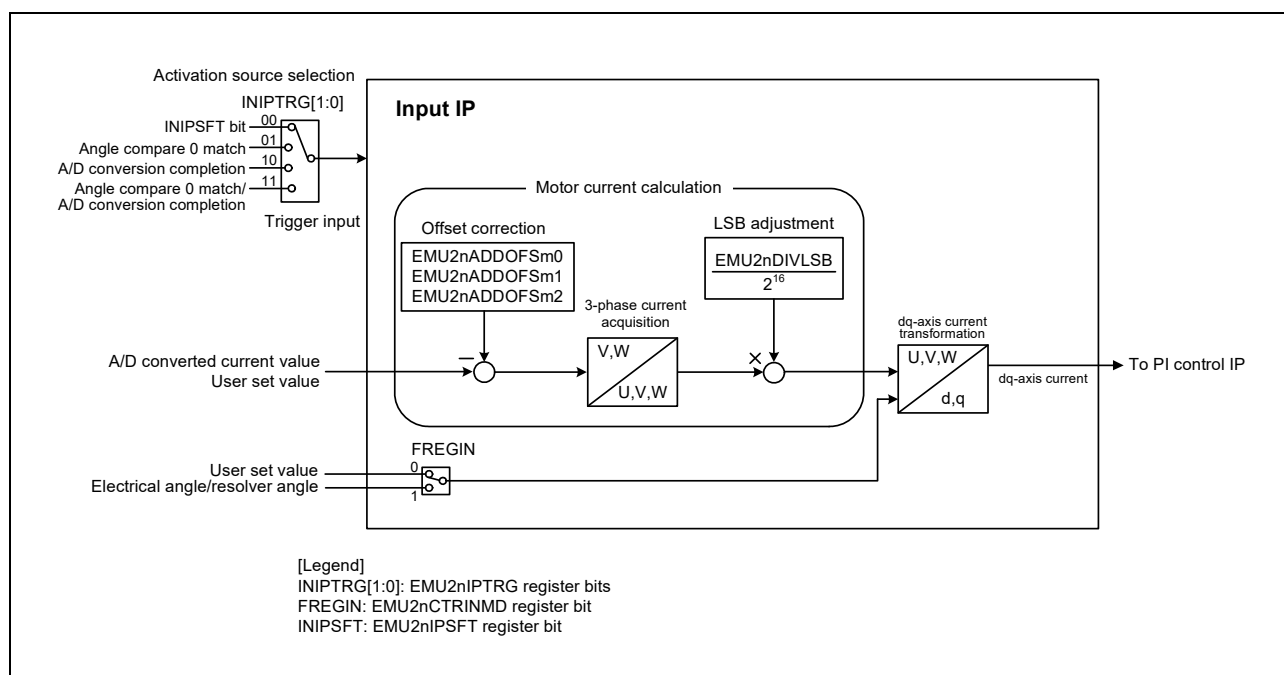 Activation source selection
INIPTRG[1:0]
INIPSFT bit
00
Angle compare 0 match
01
A/D conversion completion
10
Angle compare 0 match/
A/D conversion completion
11
Trigger input
Input IP
Motor current calculation
Offset correction
EMU2nADDOFSm0
EMU2nADDOFSm1
EMU2nADDOFSm2
LSB adjustment
EMU2nDIVLSB
2^16
3-phase current
acquisition
V,W
U,V,W
dq-axis current
transformation
U,V,W
d,q
A/D converted current value
User set value
−
×
dq-axis current
To PI control IP
FREGIN
User set value
0
Electrical angle/resolver angle
1
[Legend]
INIPTRG[1:0]: EMU2nIPTRG register bits
FREGIN: EMU2nCTRINMD register bit
INIPSFT: EMU2nIPSFT register bit